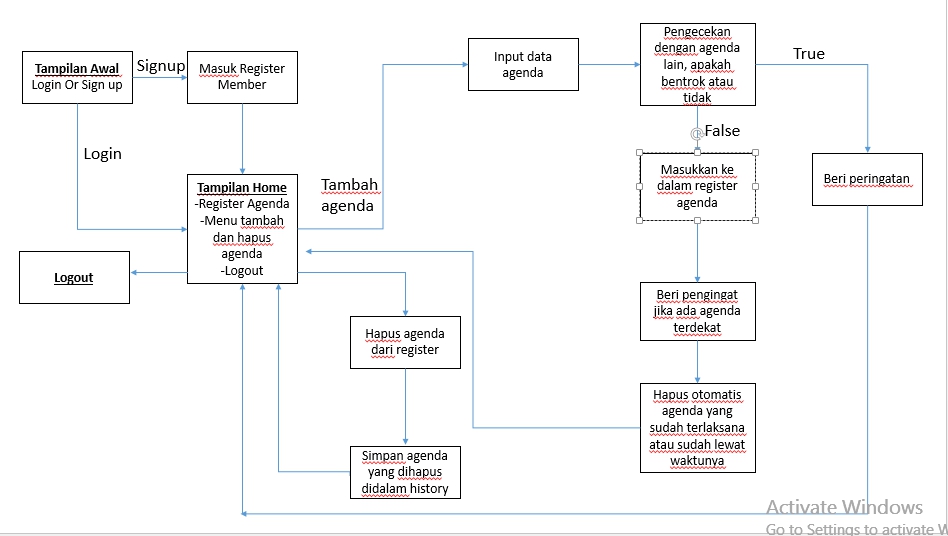 Tampilan Awal
Login Or Sign up
Signup
Masuk Register
Member
Login
Tampilan Home
-Register Agenda
-Menu tambah
dan hapus
agenda
-Logout
Logout
Tambah
agenda
Input data
agenda
Pengecekan
dengan agenda
lain, apakah
bentrok atau
tidak
True
False
Masukkan ke
dalam register
agenda
Beri peringatan
Beri pengingat
jika ada agenda
terdekat
Hapus otomatis
agenda yang
sudah terlaksana
atau sudah lewat
waktunya
Hapus agenda
dari register
Simpan agenda
yang dihapus
didalam history
Activate Windows
Go to Settings to activate W